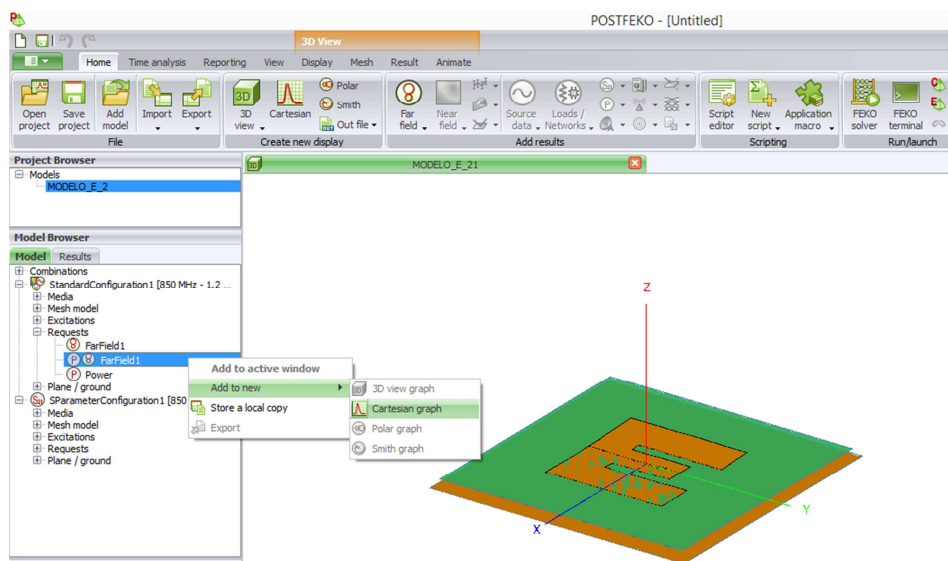 POSTFEKO - [Untitled]
3D View
Home Time analysis Reporting View Display Mesh Result Animate
Open project
Save project
Add model
Import
Export
3D view
Cartesian
Polar
Smith
Out file
Far field
Near field
Source data
Loads / Networks
Script editor
New script
Application macro
FEKO solver
FEKO terminal
File
Create new display
Add results
Scripting
Run/launch
Project Browser
Models
MODELO_E_2
MODELO_E_21
Model Browser
Model Results
Combinations
StandardConfiguration1 [850 MHz - 1.2 ...
Media
Mesh model
Excitations
Requests
FarField1
P FarField1
P Power
Plane / ground
SParameterConfiguration1 [850
Media
Mesh model
Excitations
Requests
Plane / ground
Add to active window
Add to new
Store a local copy
Export
3D view graph
Cartesian graph
Polar graph
Smith graph
Z
X
Y